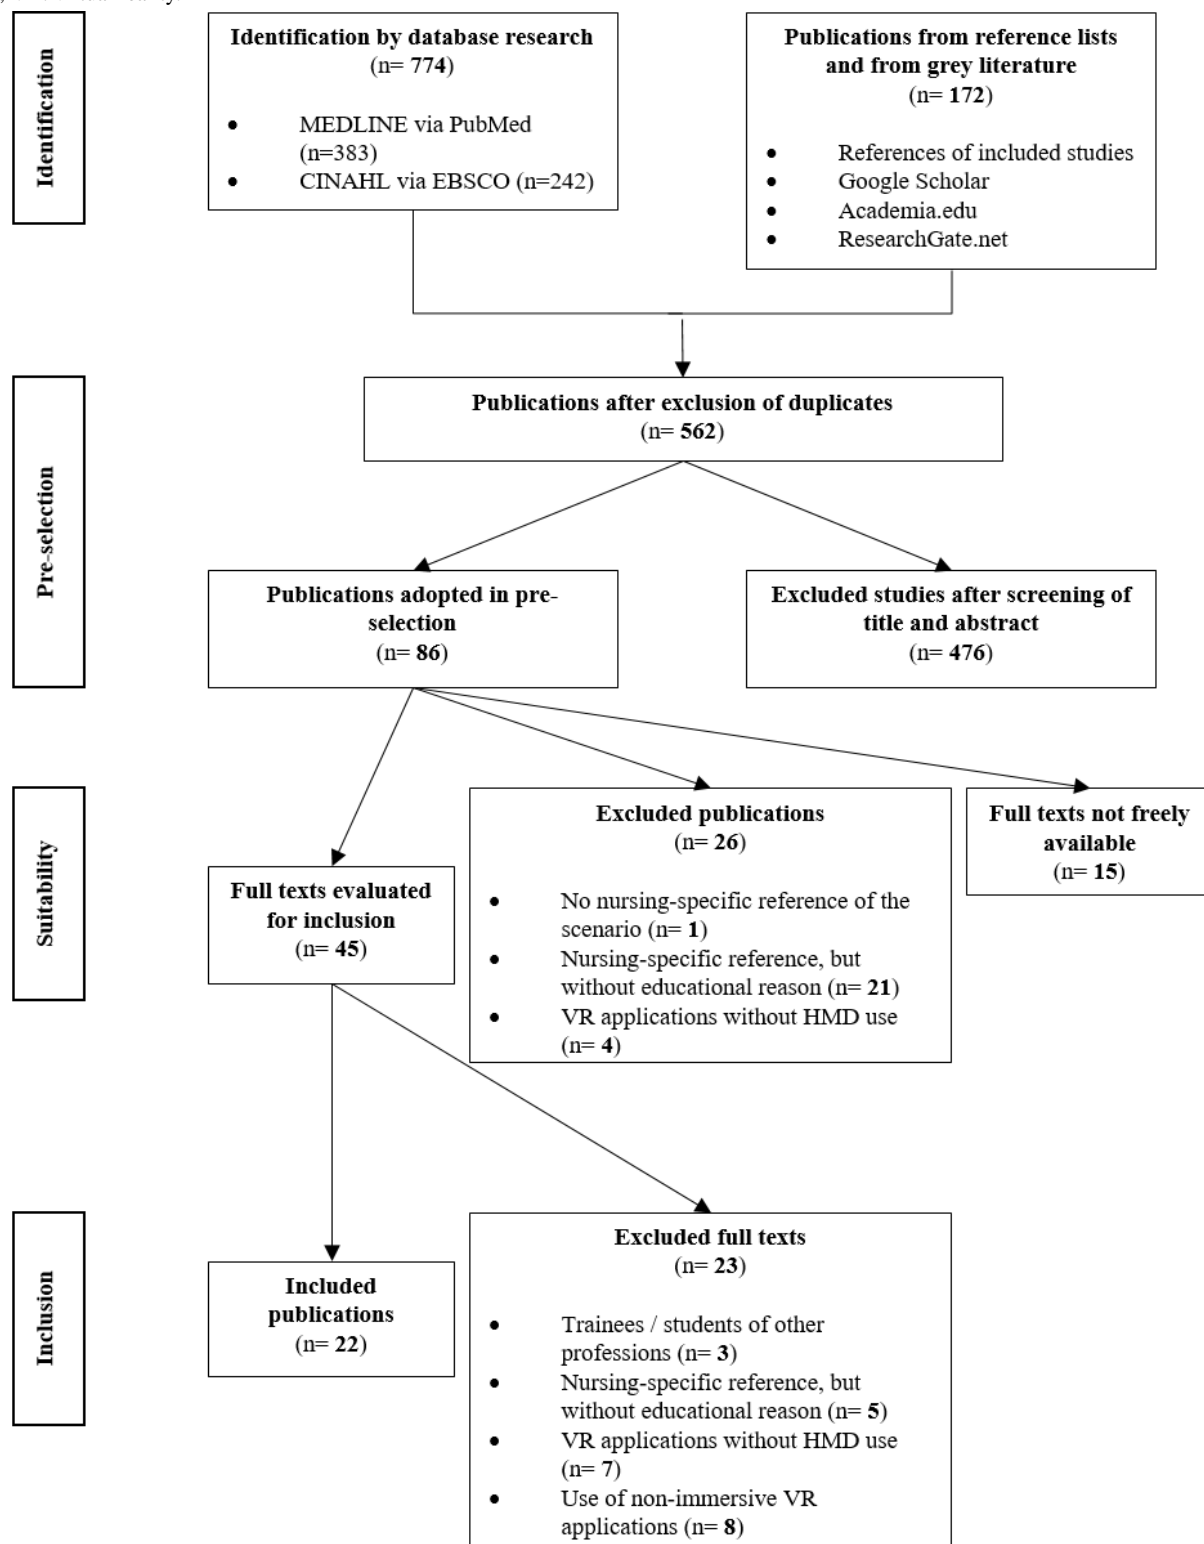 Identification
Identification by database research
(n= 774)
• MEDLINE via PubMed
(n=383)
• CINAHL via EBSCO (n=242)
Publications from reference lists
and from grey literature
(n= 172)
• References of included studies
• Google Scholar
• Academia.edu
• ResearchGate.net
Pre-selection
Publications after exclusion of duplicates
(n= 562)
Publications adopted in pre-
selection
(n= 86)
Excluded studies after screening of
title and abstract
(n= 476)
Suitability
Full texts evaluated
for inclusion
(n= 45)
Excluded publications
(n= 26)
• No nursing-specific reference of the
scenario (n= 1)
• Nursing-specific reference, but
without educational reason (n= 21)
• VR applications without HMD use
(n= 4)
Full texts not freely
available
(n= 15)
Inclusion
Included
publications
(n= 22)
Excluded full texts
(n= 23)
• Trainees / students of other
professions (n= 3)
• Nursing-specific reference, but
without educational reason (n= 5)
• VR applications without HMD use
(n= 7)
• Use of non-immersive VR
applications (n= 8)